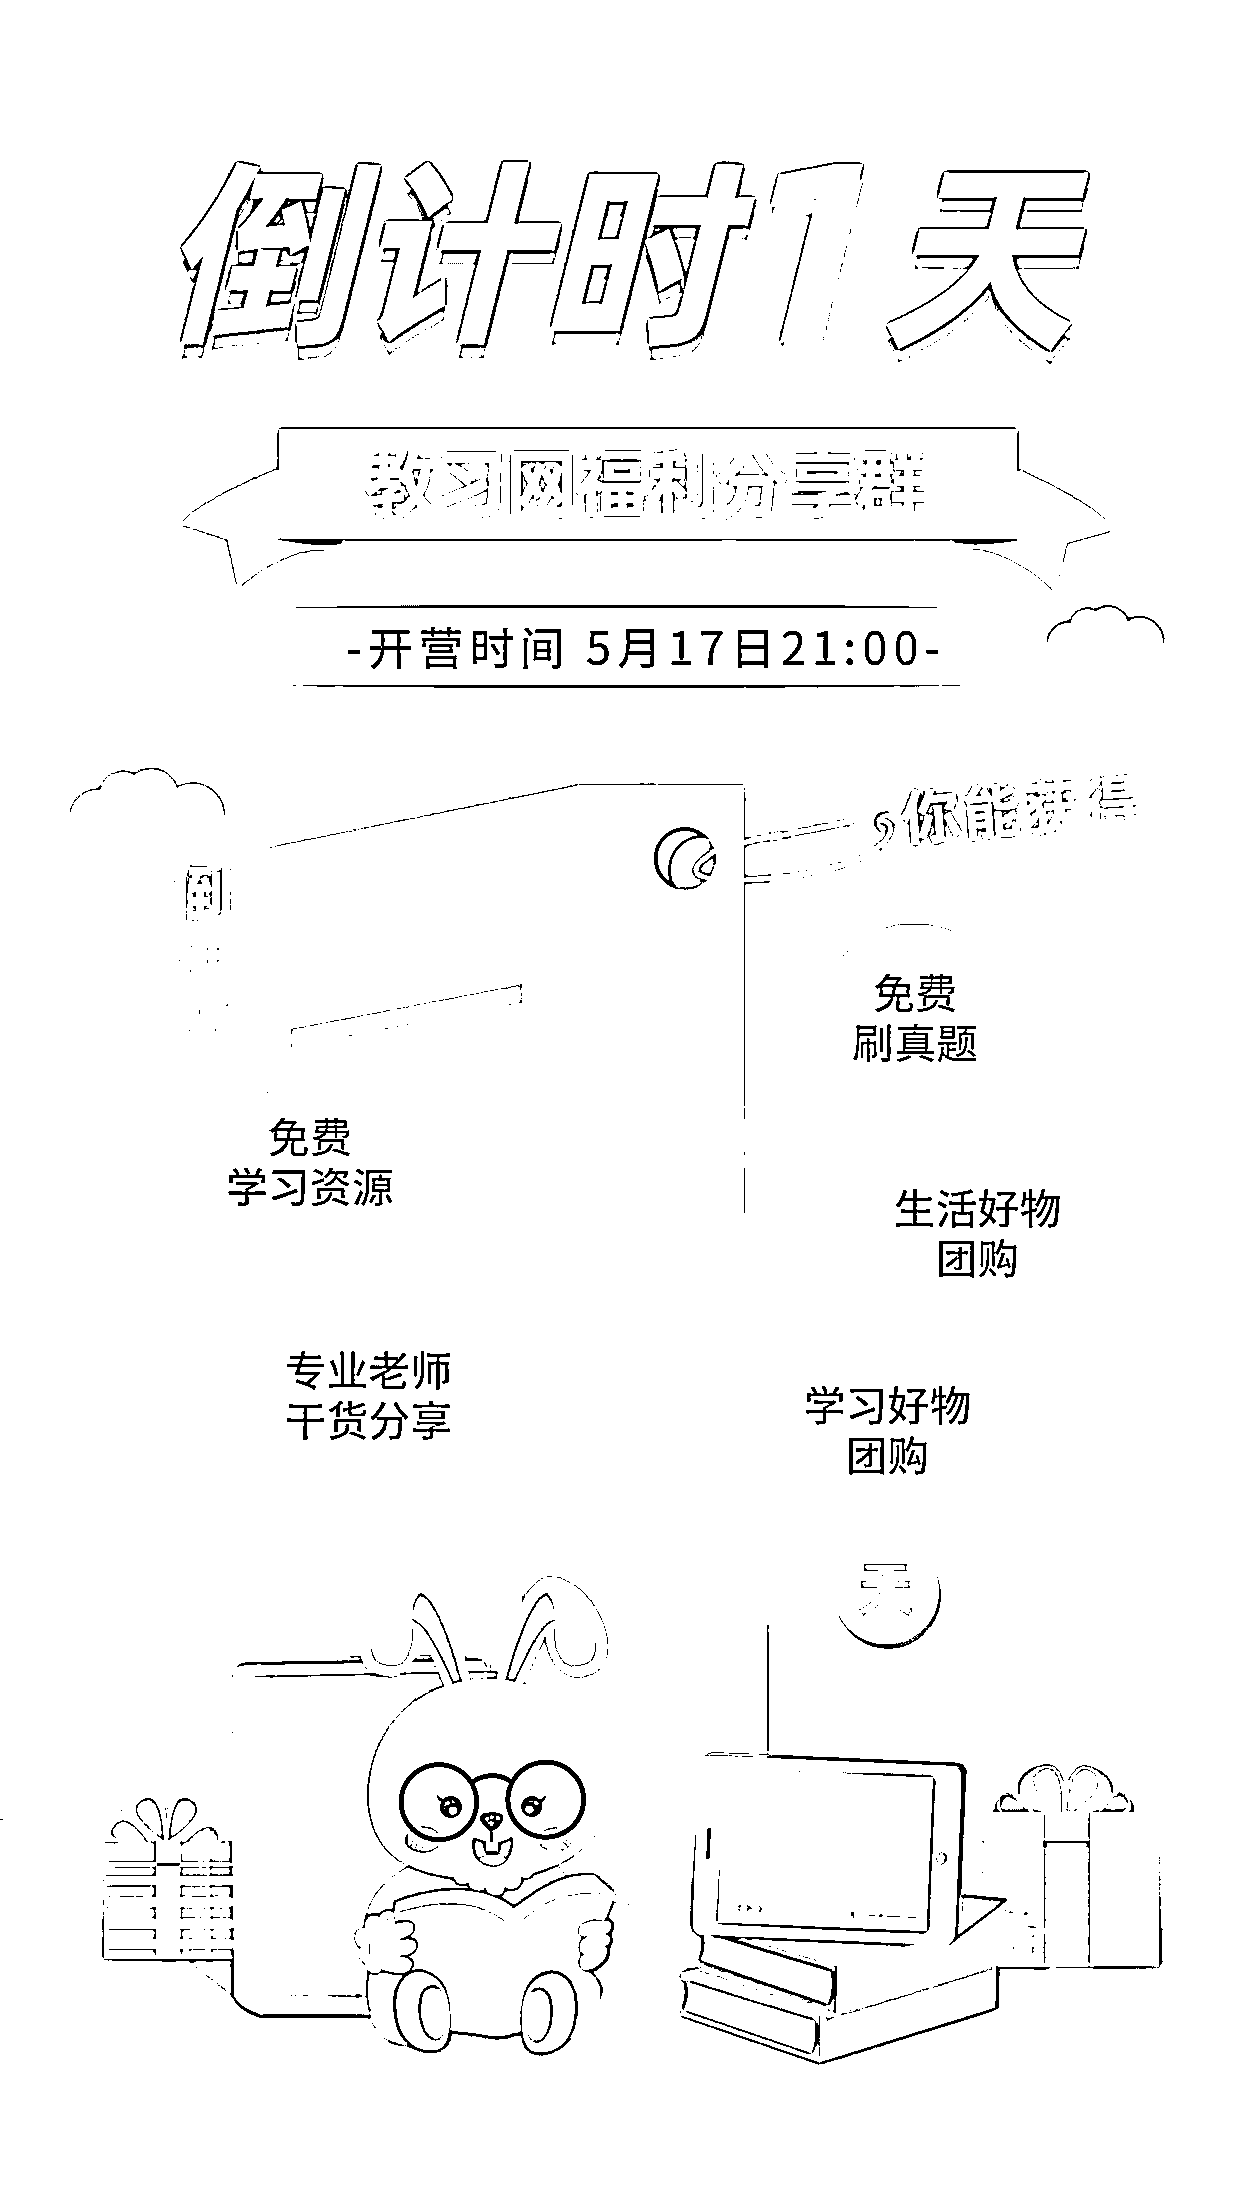 倒计时1天
教习网福利分享群
-开营时间 5月17日21:00-
,你能获得
倒
免费
刷真题
免费
学习资源
生活好物
团购
专业老师
干货分享
学习好物
团购
天